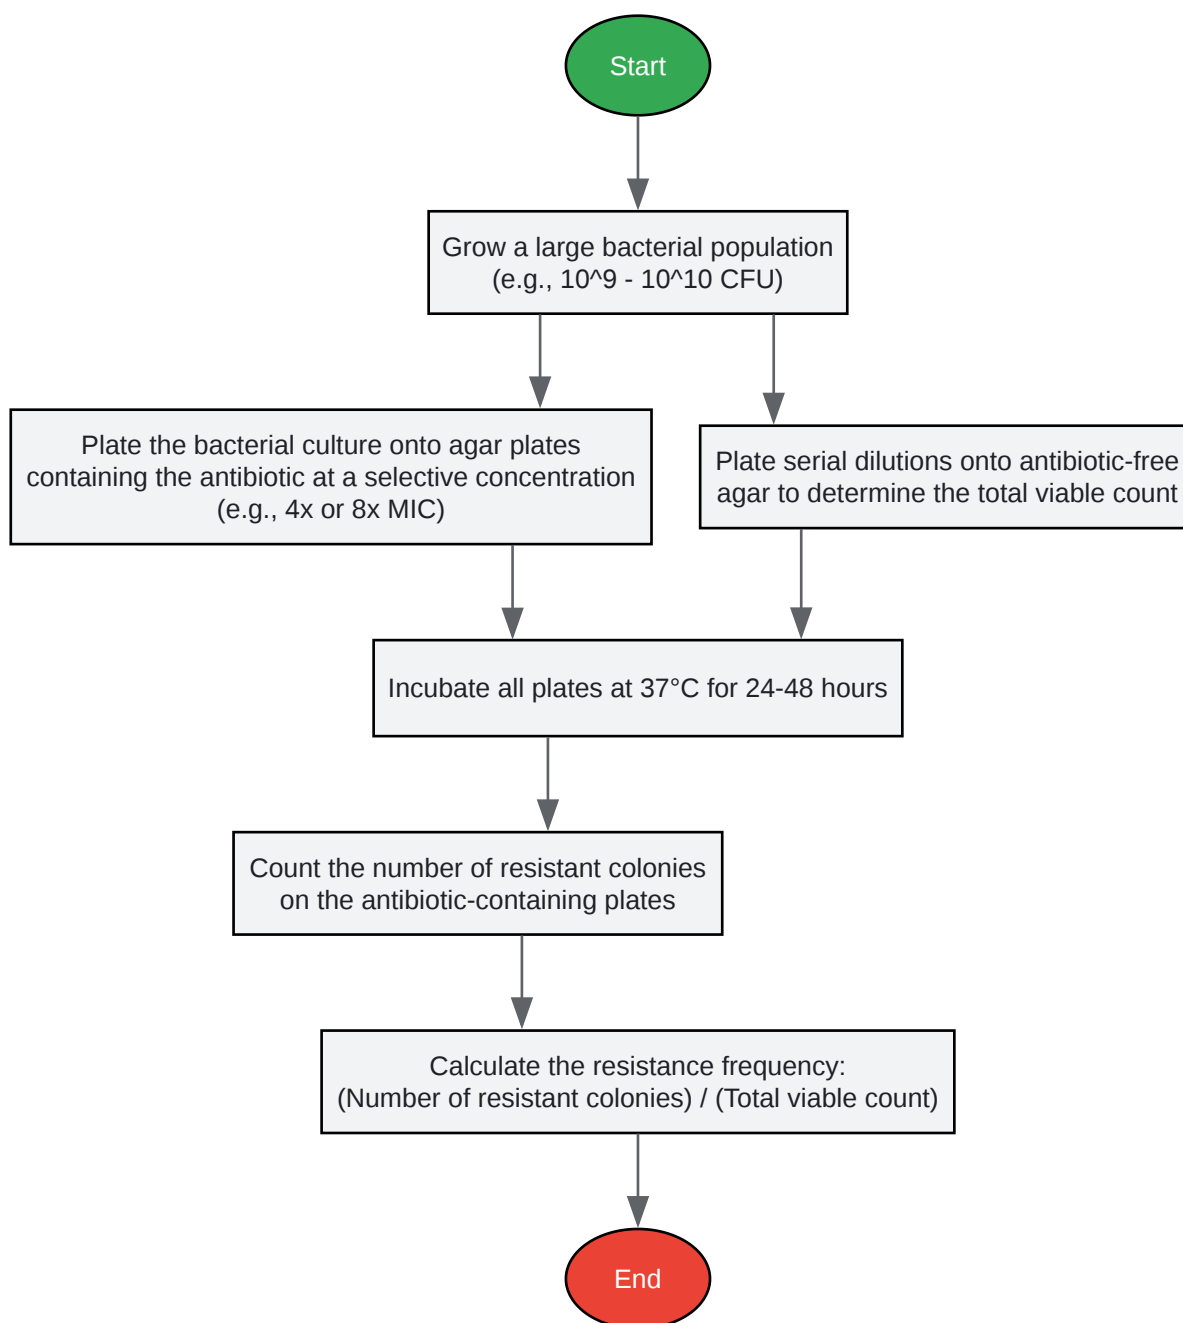 Start
Grow a large bacterial population
(e.g., 10^9 - 10^10 CFU)
Plate the bacterial culture onto agar plates
containing the antibiotic at a selective concentration
(e.g., 4x or 8x MIC)
Plate serial dilutions onto antibiotic-free
agar to determine the total viable count
Incubate all plates at 37°C for 24-48 hours
Count the number of resistant colonies
on the antibiotic-containing plates
Calculate the resistance frequency:
(Number of resistant colonies) / (Total viable count)
End